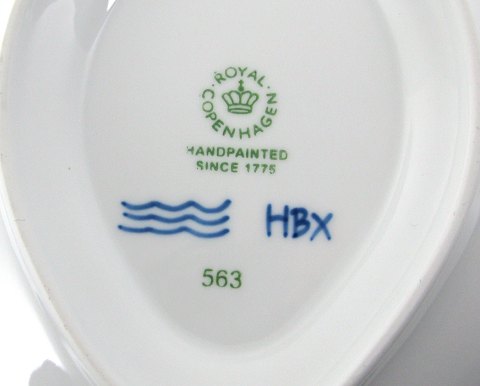 ROYAL
COPENHAGEN
HANDPAINTED
SINCE 1775
HBX
563